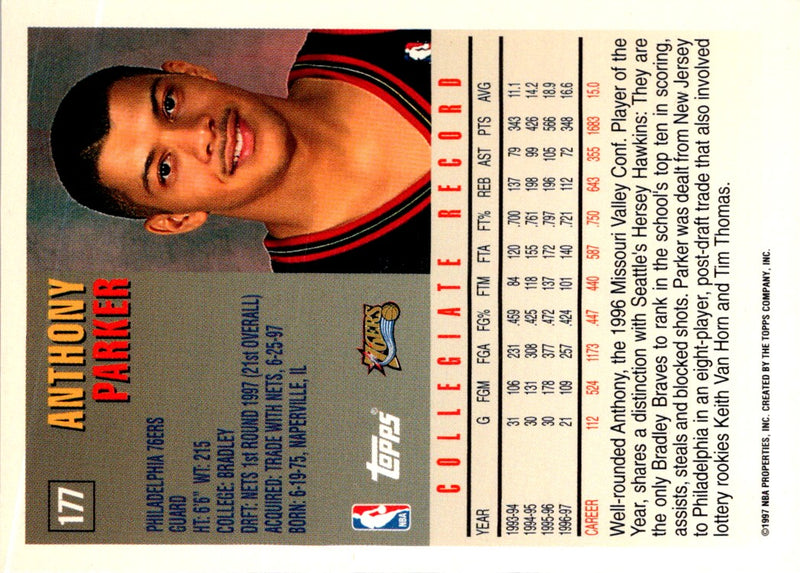 177
ANTHONY
PARKER
PHILADELPHIA 76ERS
GUARD
HT: 6'6" WT: 215
COLLEGE: BRADLEY
DRFT: NETS 1ST ROUND 1997 (21st OVERALL)
ACQUIRED: TRADE WITH NETS, 6-25-97
BORN: 6-19-75, NAPERVILLE, IL
NBA
TOPPS®
76ERS
COLLEGIATE RECORD
YEAR G FGM FGA FG% FTM FTA FT% REB AST PTS AVG
1993-94 31 106 231 .459 84 120 .700 137 79 343 11.1
1994-95 30 131 308 .425 118 155 .761 198 99 426 14.2
1995-96 30 178 377 .472 137 172 .797 196 105 566 18.9
1996-97 21 109 257 .424 101 140 .721 112 72 348 16.6
CAREER 112 524 1173 .447 440 587 .750 643 355 1683 15.0
Well-rounded Anthony, the 1996 Missouri Valley Conf. Player of the
Year, shares a distinction with Seattle's Hersey Hawkins: They are
the only Bradley Braves to rank in the school's top ten in scoring,
assists, steals and blocked shots. Parker was dealt from New Jersey
to Philadelphia in an eight-player, post-draft trade that also involved
lottery rookies Keith Van Horn and Tim Thomas.
©1997 NBA PROPERTIES, INC. CREATED BY THE TOPPS COMPANY, INC.